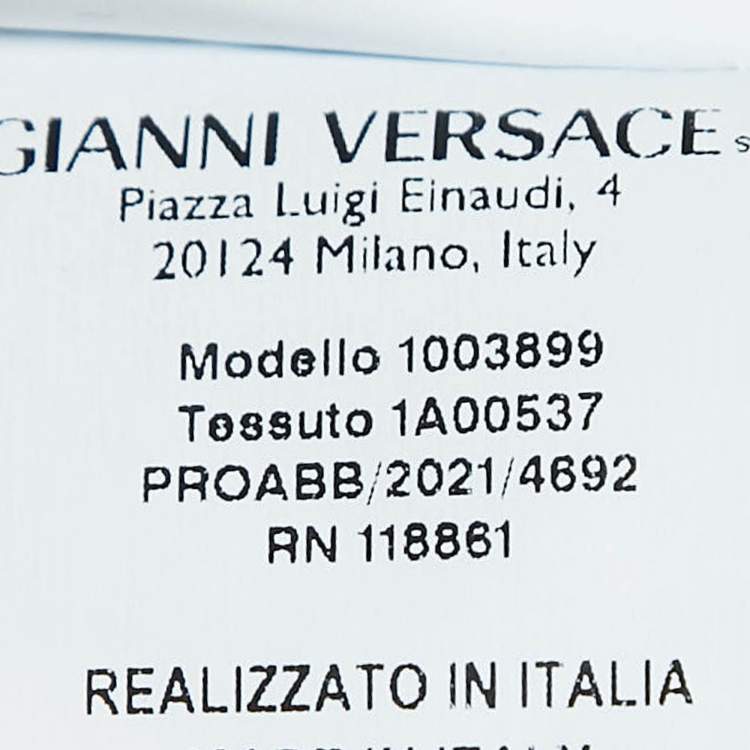 GIANNI VERSACE
Piazza Luigi Einaudi, 4
20124 Milano, Italy
Modello 1003899
Tessuto 1A00537
PROABB/2021/4692
RN 118861
REALIZZATO IN ITALIA